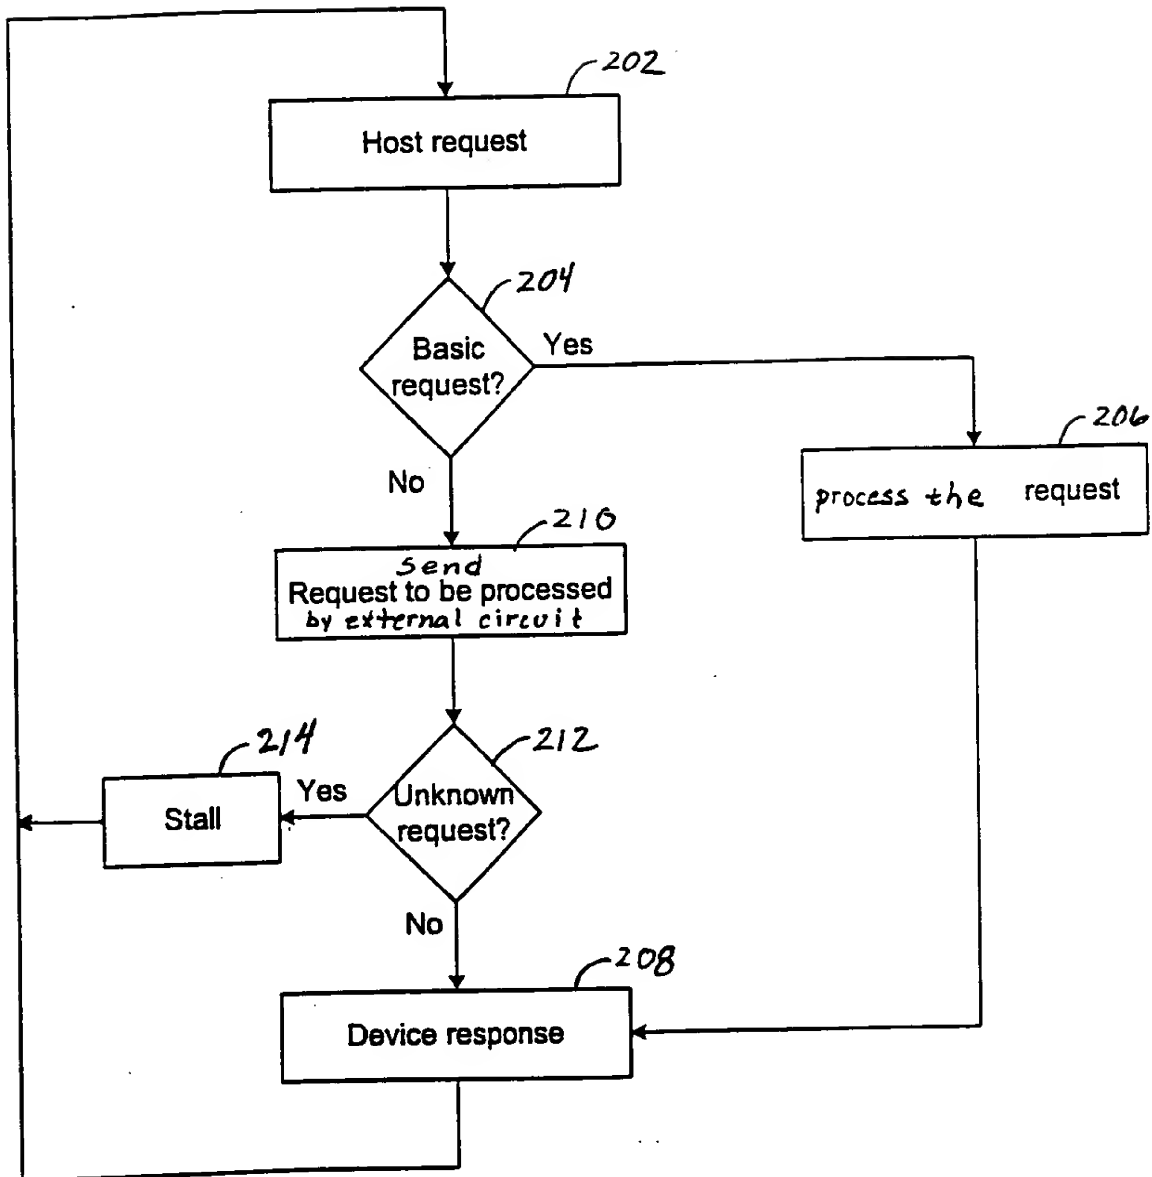 202
Host request
204
Basic
request?
Yes
No
206
process the request
210
Send
Request to be processed
by external circuit
214
Stall
Yes
212
Unknown
request?
No
208
Device response